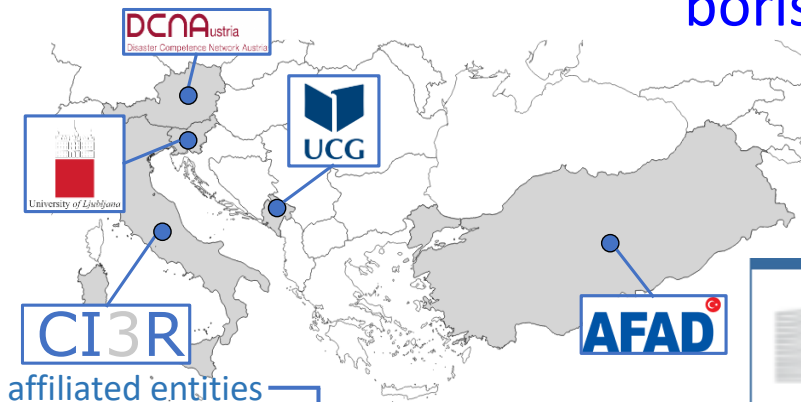 boris
DCNAustria
Disaster Competence Network Austria
UCG
University of Ljubljana
CI3R
AFAD
affiliated entities